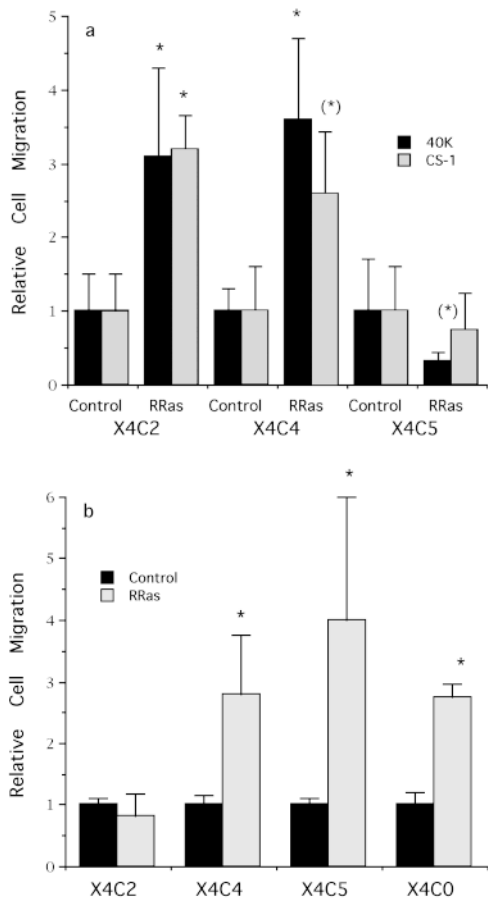 a
5
4
3
2
1
0
Relative Cell Migration
*
*
*
(*)
(*)
40K
CS-1
Control RRas Control RRas Control RRas
X4C2 X4C4 X4C5
b
6
5
4
3
2
1
0
Relative Cell Migration
Control
RRas
*
*
*
X4C2 X4C4 X4C5 X4C0